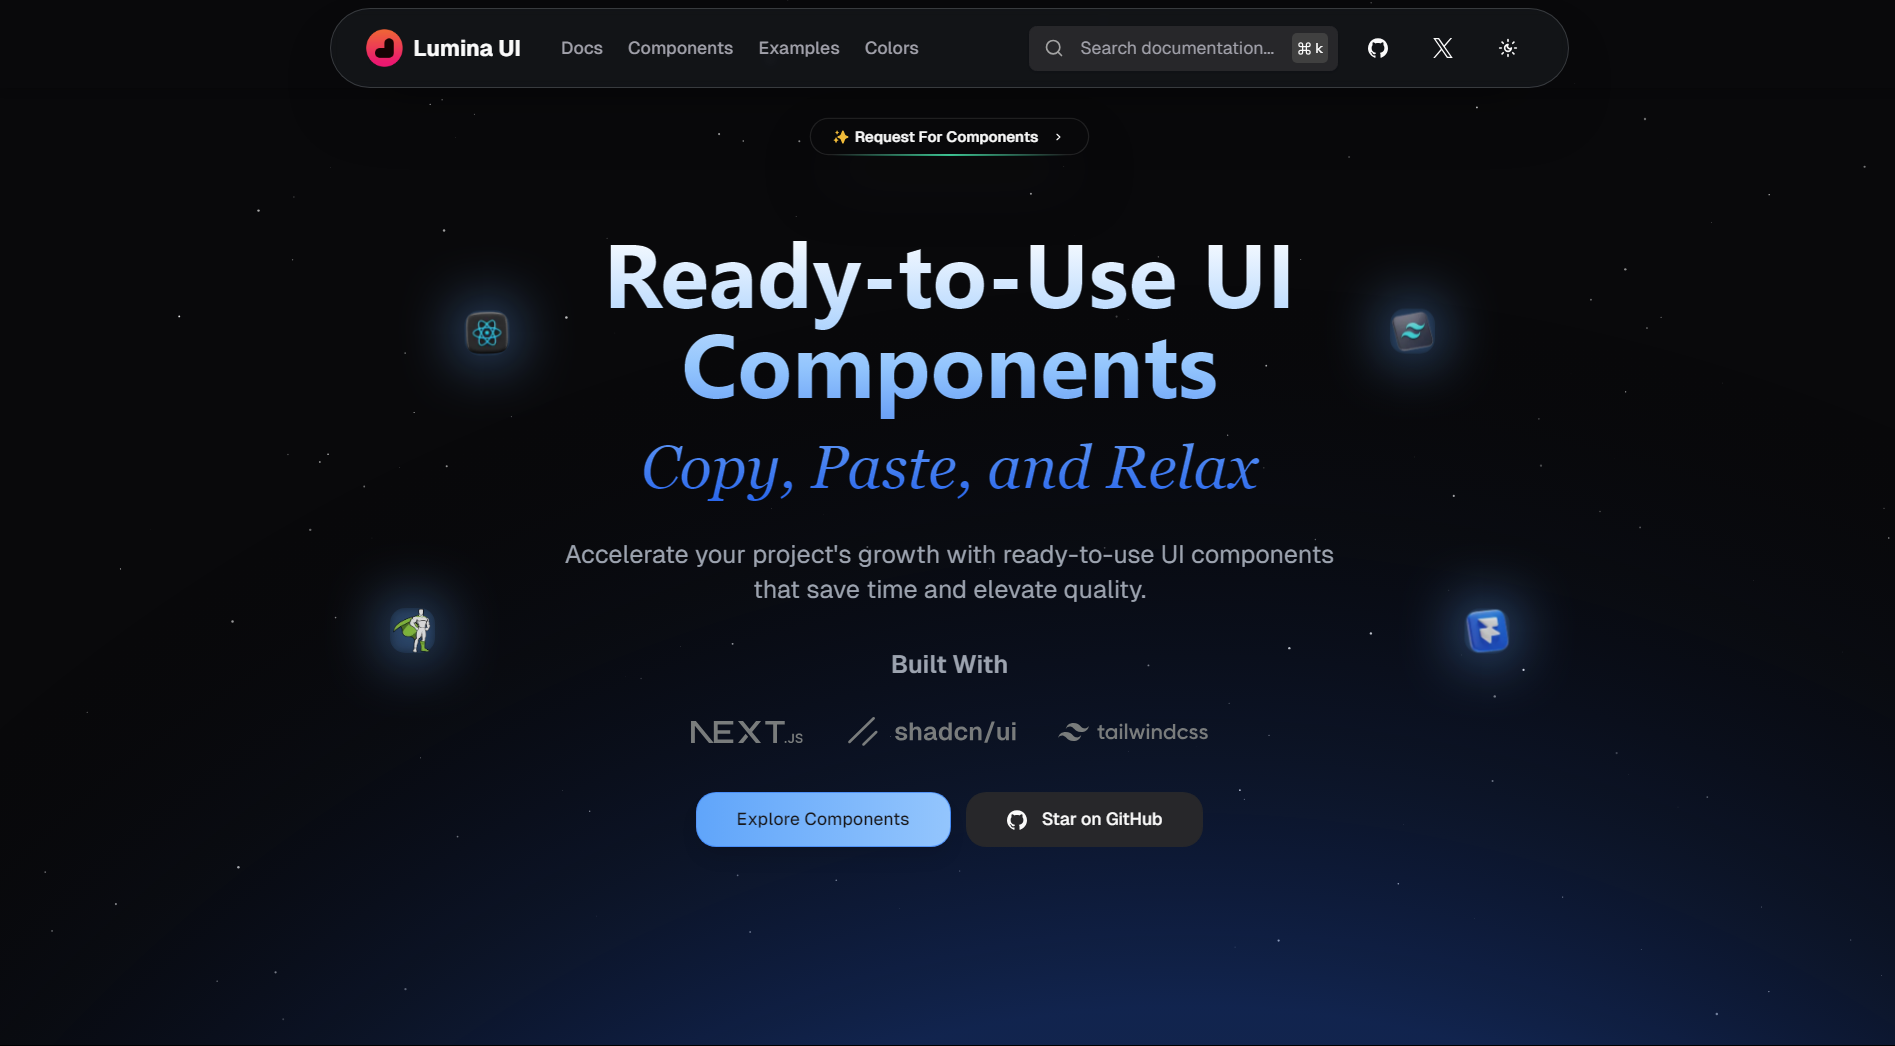 Lumina UI
Docs
Components
Examples
Colors
Search documentation...
⌘ k
✨ Request For Components ›
Ready-to-Use UI
Components
Copy, Paste, and Relax
Accelerate your project's growth with ready-to-use UI components
that save time and elevate quality.
Built With
NEXT.JS
shadcn/ui
tailwindcss
Explore Components
Star on GitHub